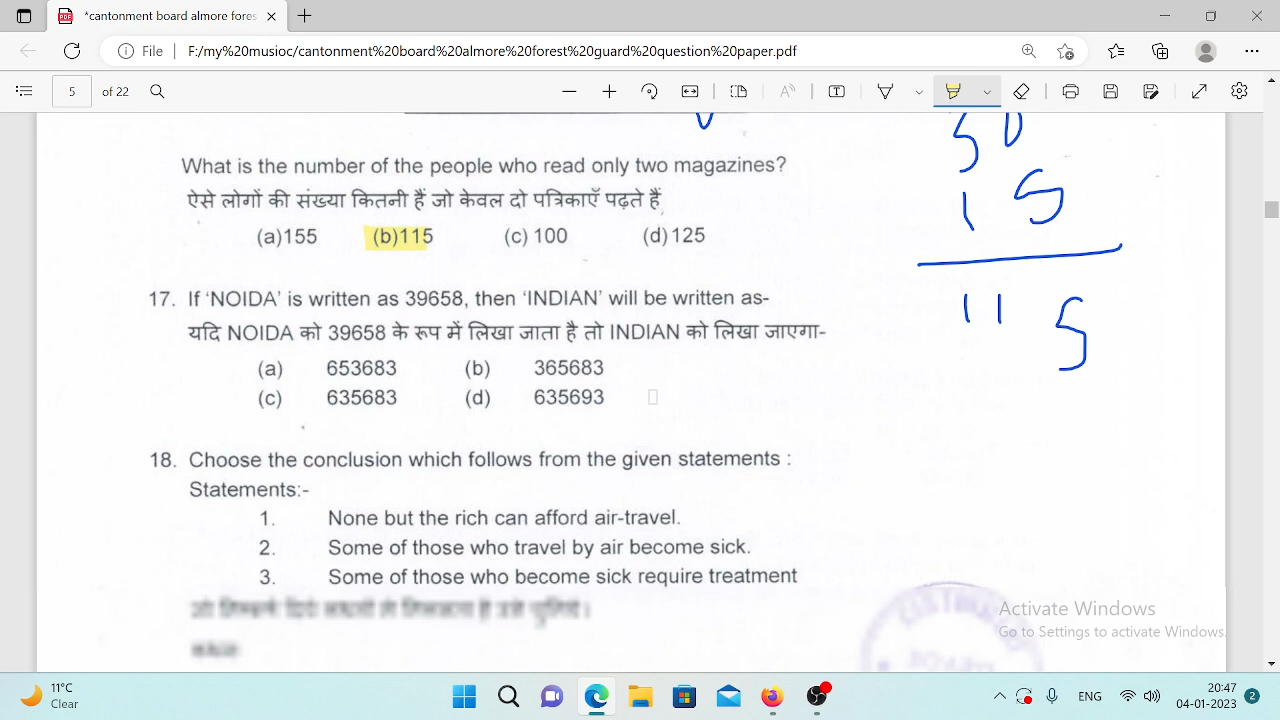 *cantonment board almore fores
File F:/my%20musioc/cantonment%20board%20almore%20forest%20guard%20question%20paper.pdf
5 of 22
50
15
What is the number of the people who read only two magazines?
ऐसे लोगों की संख्या कितनी हैं जो केवल दो पत्रिकाएँ पढ़ते हैं
(a)155 (b)115 (c) 100 (d) 125
11 5
17. If ‘NOIDA’ is written as 39658, then ‘INDIAN’ will be written as-
यदि NOIDA को 39658 के रूप में लिखा जाता है तो INDIAN को लिखा जाएगा-
(a) 653683 (b) 365683
(c) 635683 (d) 635693
18. Choose the conclusion which follows from the given statements :
Statements:-
1. None but the rich can afford air-travel.
2. Some of those who travel by air become sick.
3. Some of those who become sick require treatment
Activate Windows
Go to Settings to activate Windows.
11°C
Clear
ENG
20:47
04-01-2023
2